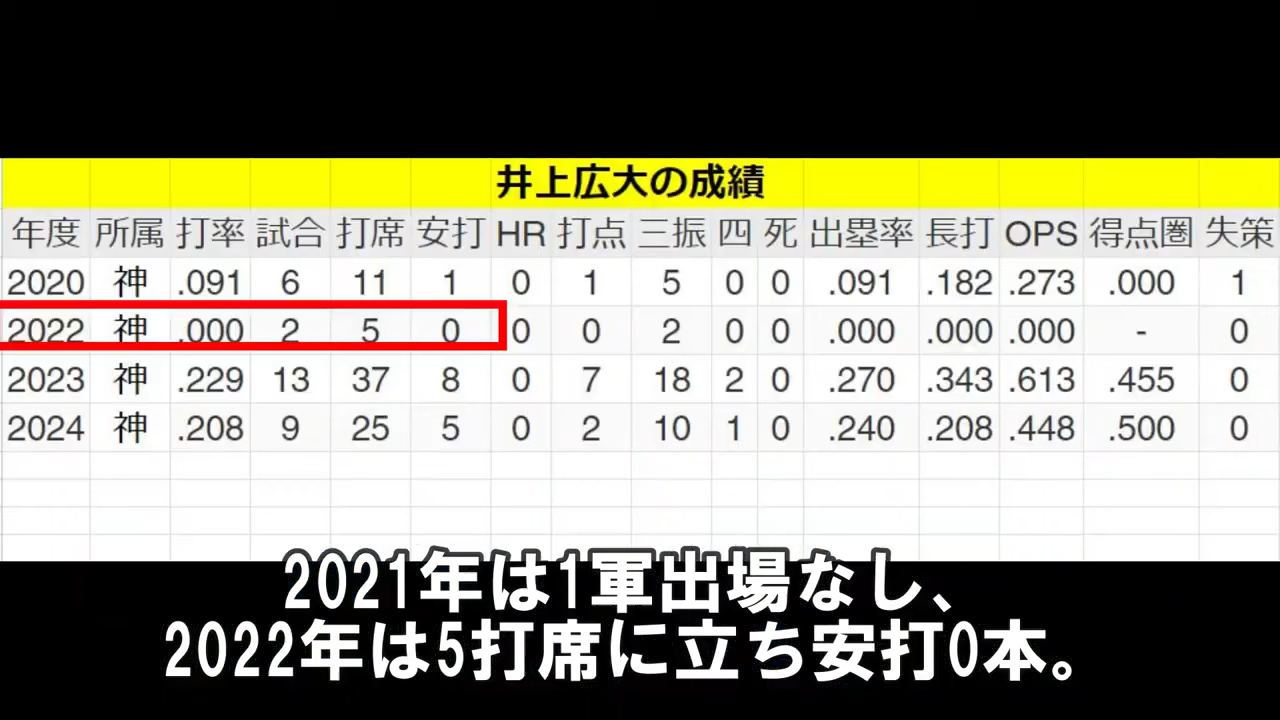 井上広大の成績
年度 所属 打率 試合 打席 安打 HR 打点 三振 四 死 出塁率 長打 OPS 得点圏 失策
2020 神 .091 6 11 1 0 1 5 0 0 .091 .182 .273 .000 1
2022 神 .000 2 5 0 0 0 2 0 0 .000 .000 .000 - 0
2023 神 .229 13 37 8 0 7 18 2 0 .270 .343 .613 .455 0
2024 神 .208 9 25 5 0 2 10 1 0 .240 .208 .448 .500 0
2021年は1軍出場なし、
2022年は5打席に立ち安打0本。